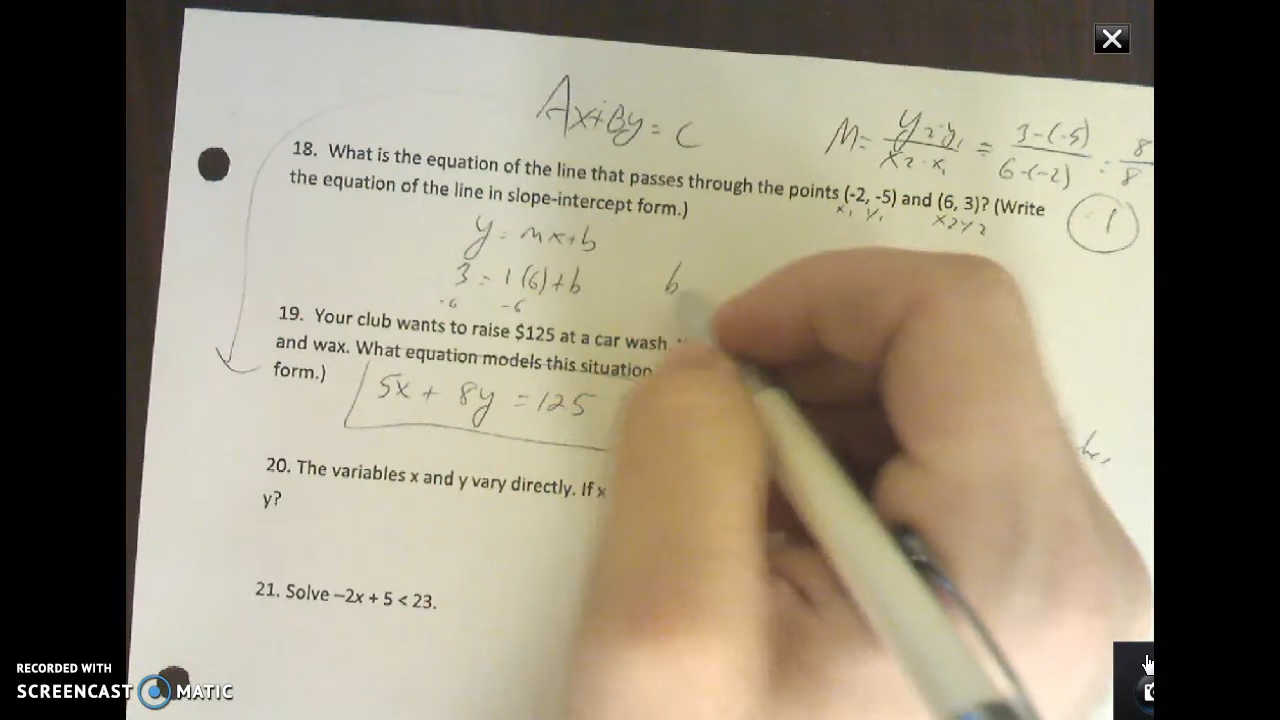 Ax+By = C
M = y2-y1 / x2-x1 = 3-(-5) / 6-(-2) = 8 / 8
18. What is the equation of the line that passes through the points (-2, -5) and (6, 3)? (Write
the equation of the line in slope-intercept form.)
x1 y1 x2 y2
1
y = mx+b
3 = 1(6)+b b
-6 -6
19. Your club wants to raise $125 at a car wash.
and wax. What equation models this situation
form.)
5x + 8y = 125
20. The variables x and y vary directly. If x
y?
21. Solve −2x + 5 < 23.
RECORDED WITH
SCREENCAST MATIC